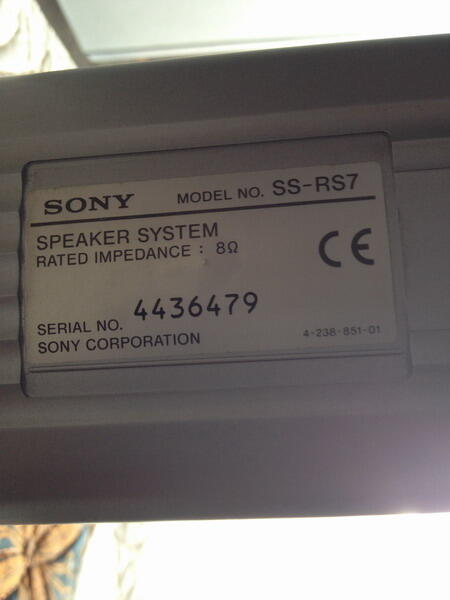 SONY MODEL NO. SS-RS7
SPEAKER SYSTEM
RATED IMPEDANCE : 8Ω
CE
SERIAL NO. 4436479
SONY CORPORATION 4-238-851-01